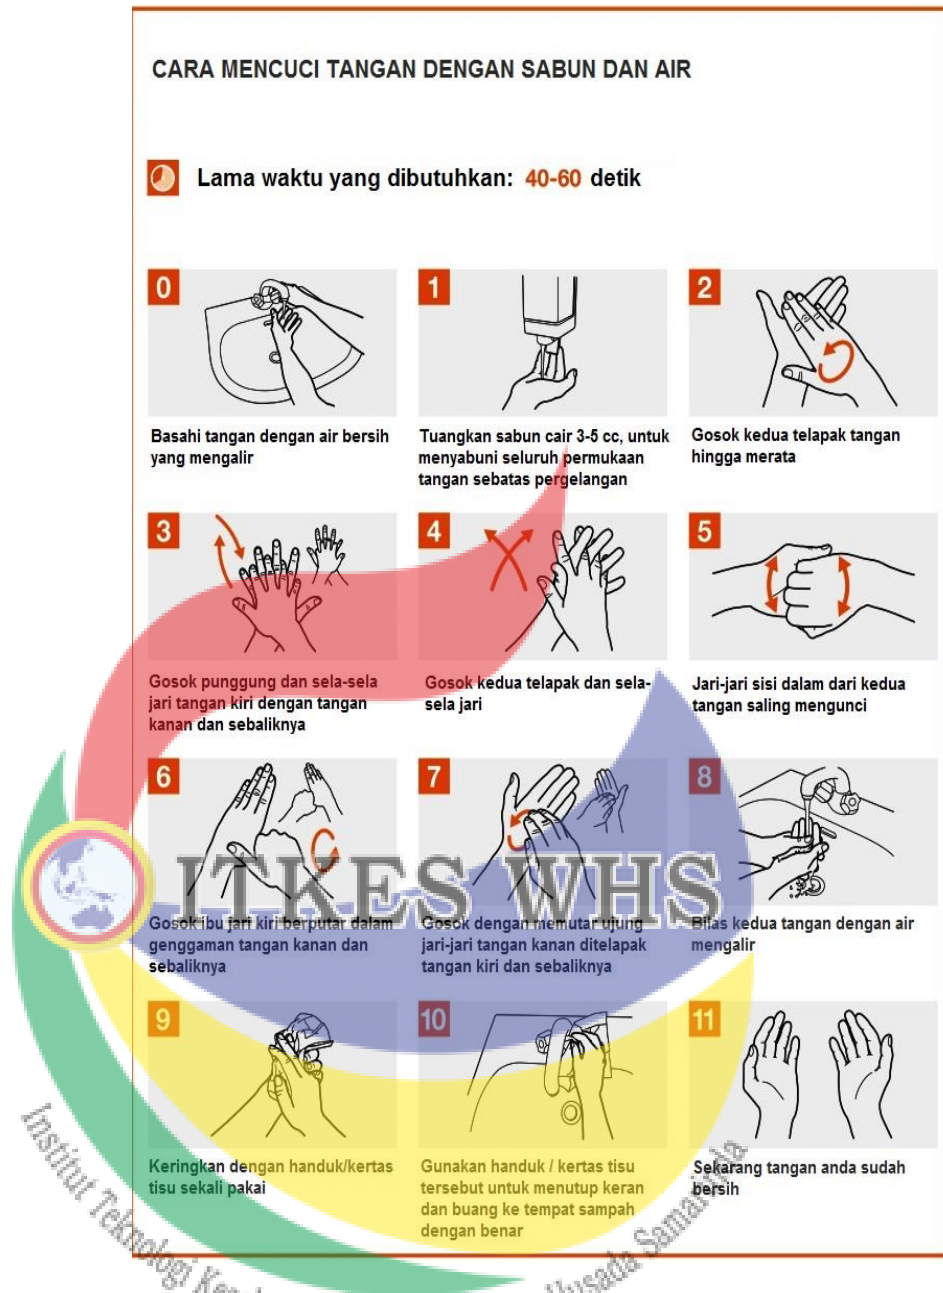 CARA MENCUCI TANGAN DENGAN SABUN DAN AIR
Lama waktu yang dibutuhkan: 40-60 detik
0
Basahi tangan dengan air bersih
yang mengalir
1
Tuangkan sabun cair 3-5 cc, untuk
menyabuni seluruh permukaan
tangan sebatas pergelangan
2
Gosok kedua telapak tangan
hingga merata
3
Gosok punggung dan sela-sela
jari tangan kiri dengan tangan
kanan dan sebaliknya
4
Gosok kedua telapak dan sela-
sela jari
5
Jari-jari sisi dalam dari kedua
tangan saling mengunci
6
Gosok ibu jari kiri berputar dalam
genggaman tangan kanan dan
sebaliknya
7
Gosok dengan memutar ujung
jari-jari tangan kanan ditelapak
tangan kiri dan sebaliknya
8
Bilas kedua tangan dengan air
mengalir
ITKES WHS
9
Keringkan dengan handuk/kertas
tisu sekali pakai
10
Gunakan handuk / kertas tisu
tersebut untuk menutup keran
dan buang ke tempat sampah
dengan benar
11
Sekarang tangan anda sudah
bersih
Institut Teknologi
Husada Samarinda